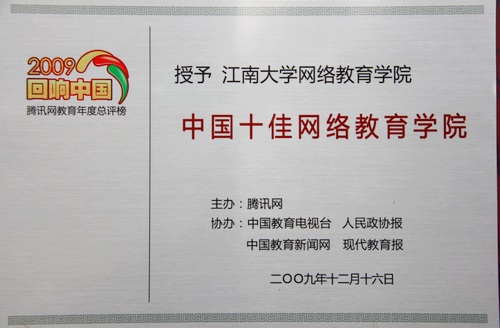 2009
回响中国
腾讯网教育年度总评榜
授予 江南大学网络教育学院
中国十佳网络教育学院
主办：腾讯网
协办：中国教育电视台 人民政协报
中国教育新闻网 现代教育报
二〇〇九年十二月十六日